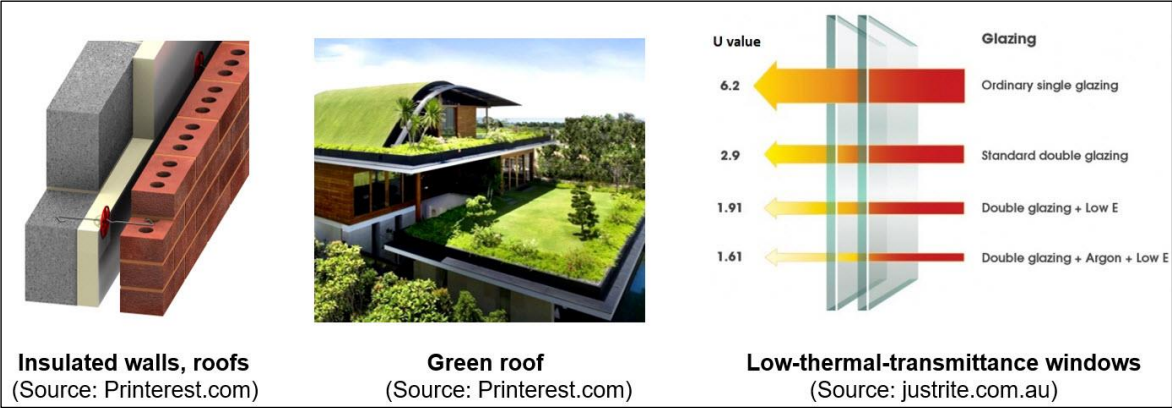 U value
Glazing
6.2
Ordinary single glazing
2.9
Standard double glazing
1.91
Double glazing + Low E
1.61
Double glazing + Argon + Low E
Insulated walls, roofs
(Source: Printerest.com)
Green roof
(Source: Printerest.com)
Low-thermal-transmittance windows
(Source: justrite.com.au)